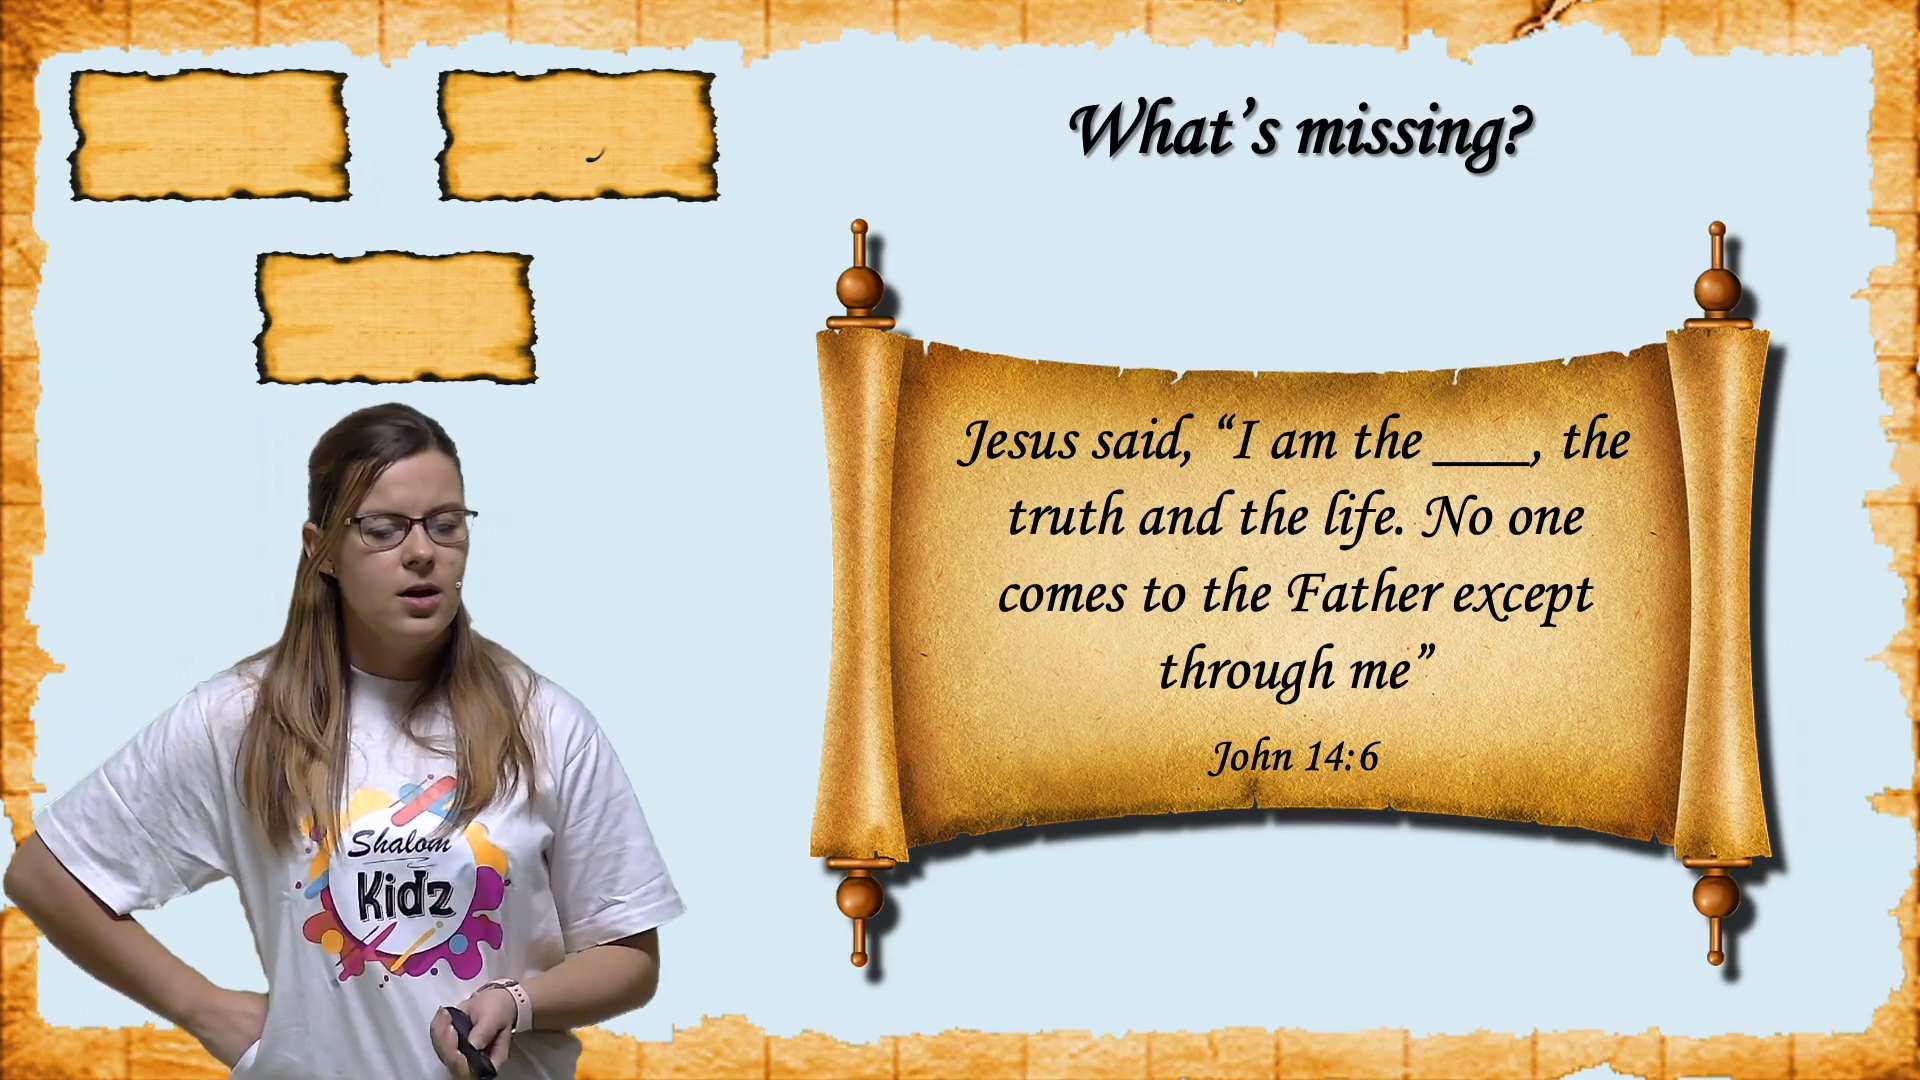 What's missing?
Jesus said, “I am the ___, the
truth and the life. No one
comes to the Father except
through me”
John 14:6
Shalom
Kidz